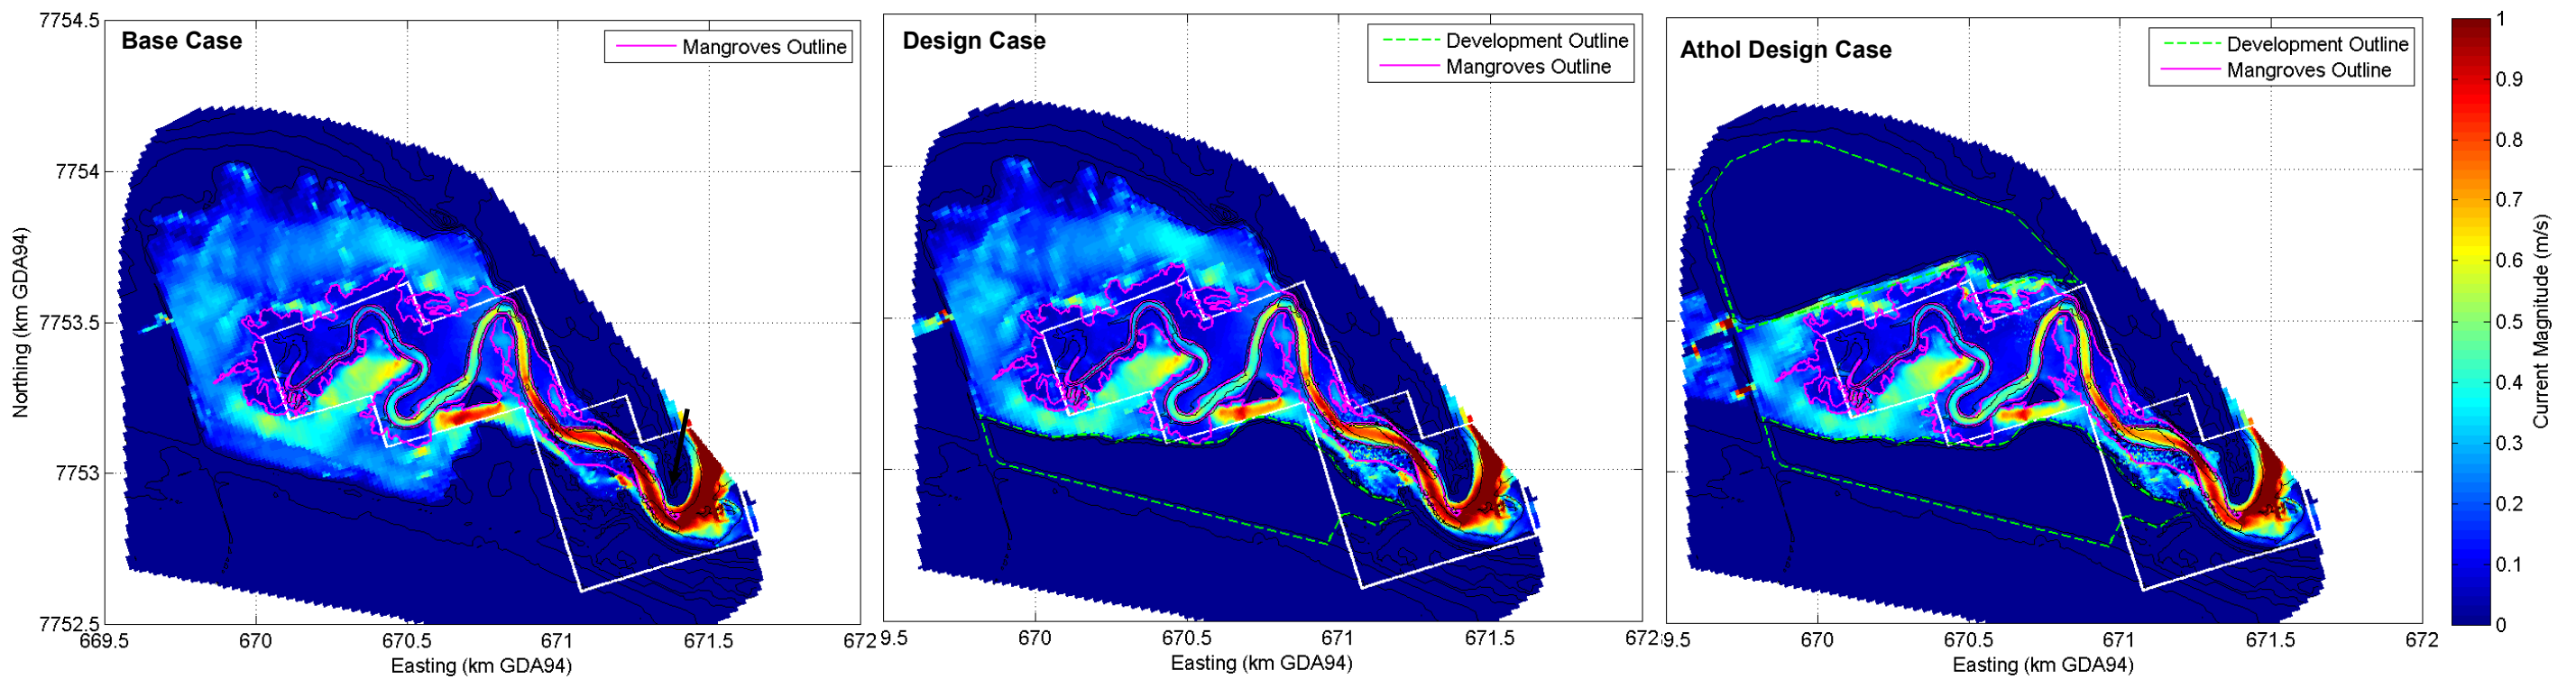 Base Case
Mangroves Outline
7754.5
7754
7753.5
7753
7752.5
Northing (km GDA94)
669.5
670
670.5
671
671.5
672
Easting (km GDA94)
Design Case
Development Outline
Mangroves Outline
9.5
670
670.5
671
671.5
672
Easting (km GDA94)
Athol Design Case
Development Outline
Mangroves Outline
9.5
670
670.5
671
671.5
672
Easting (km GDA94)
1
0.9
0.8
0.7
0.6
0.5
0.4
0.3
0.2
0.1
0
Current Magnitude (m/s)